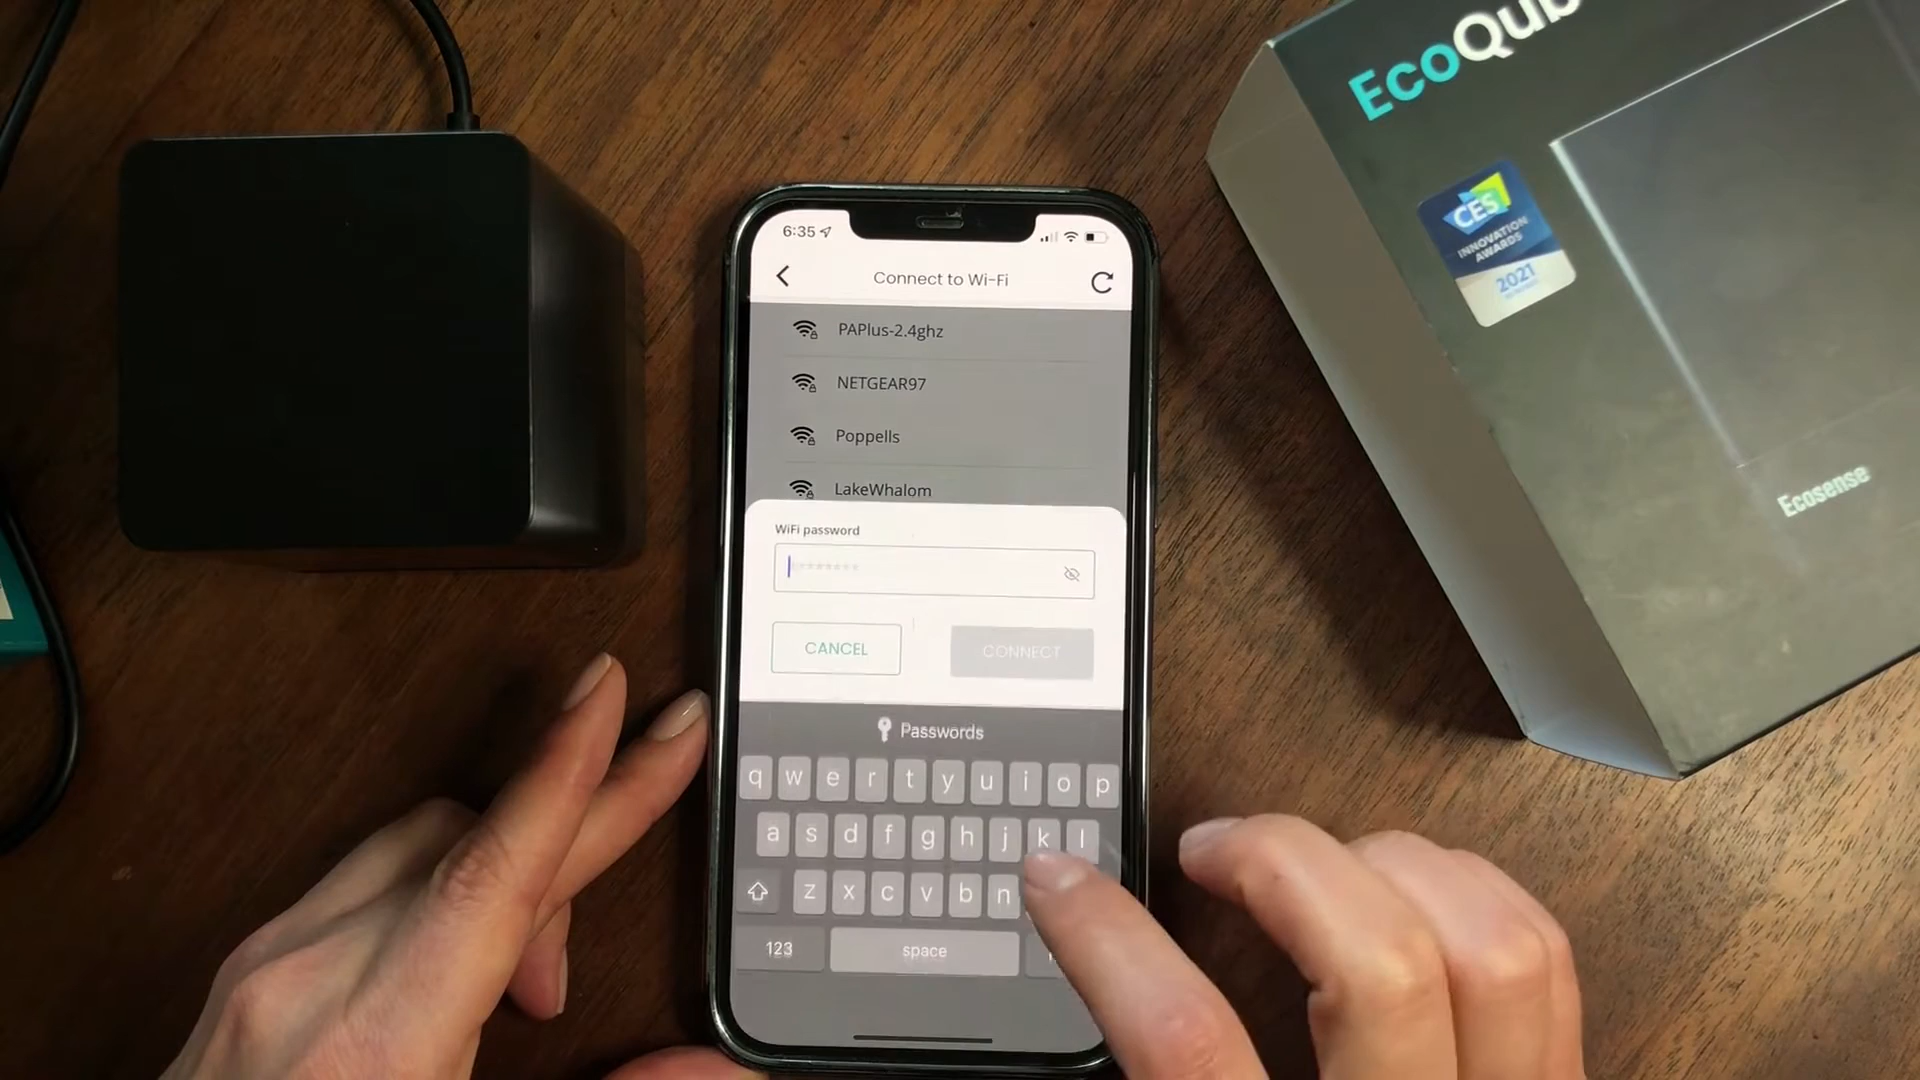 EcoQub
CES
INNOVATION
AWARDS
2021
Ecosense
6:35
Connect to Wi-Fi
PAPlus-2.4ghz
NETGEAR97
Poppells
LakeWhalom
WiFi password
********
CANCEL
CONNECT
Passwords
q w e r t y u i o p
a s d f g h j k l
z x c v b n
123
space